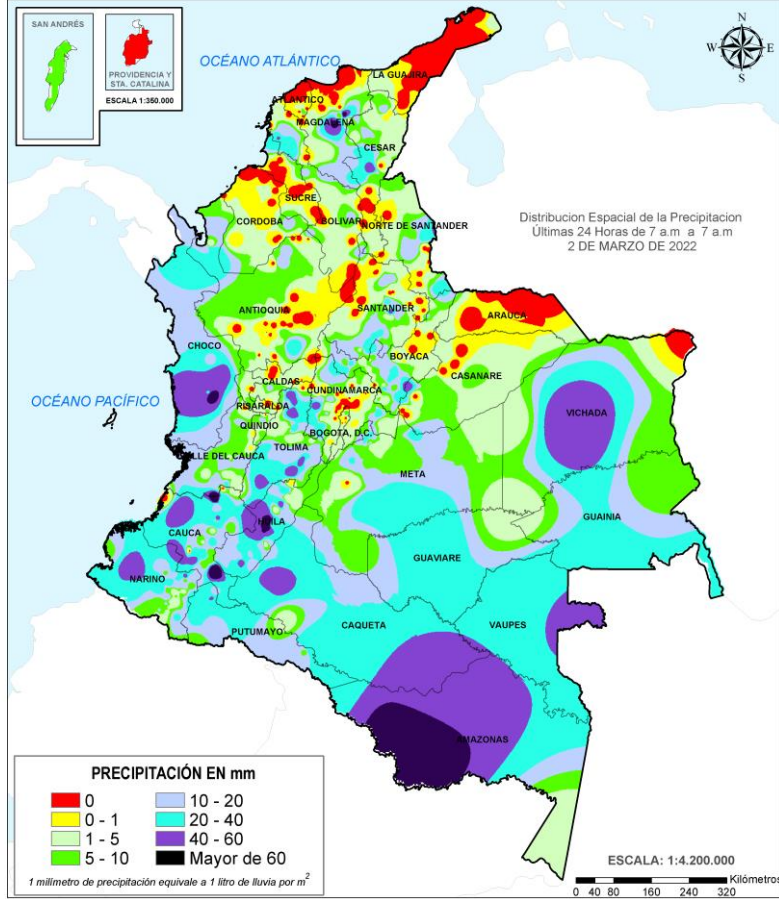 SAN ANDRÉS
PROVIDENCIA Y
STA. CATALINA
ESCALA 1:350.000
OCÉANO ATLÁNTICO
N
W
E
S
LA GUAJIRA
ATLANTICO
MAGDALENA
CESAR
SUCRE
CORDOBA
BOLIVAR
NORTE DE SANTANDER
Distribucion Espacial de la Precipitacion
Últimas 24 Horas de 7 a.m a 7 a.m
2 DE MARZO DE 2022
ANTIOQUIA
SANTANDER
ARAUCA
CHOCO
BOYACA
CASANARE
CALDAS
CUNDINAMARCA
OCÉANO PACÍFICO
RISARALDA
VICHADA
QUINDIO
BOGOTA, D.C.
TOLIMA
VALLE DEL CAUCA
META
GUAINIA
HUILA
CAUCA
GUAVIARE
NARINO
PUTUMAYO
CAQUETA
VAUPES
AMAZONAS
PRECIPITACIÓN EN mm
0
10 - 20
0 - 1
20 - 40
1 - 5
40 - 60
5 - 10
Mayor de 60
1 milímetro de precipitación equivale a 1 litro de lluvia por m²
ESCALA: 1:4.200.000
Kilómetros
0 40 80 160 240 320